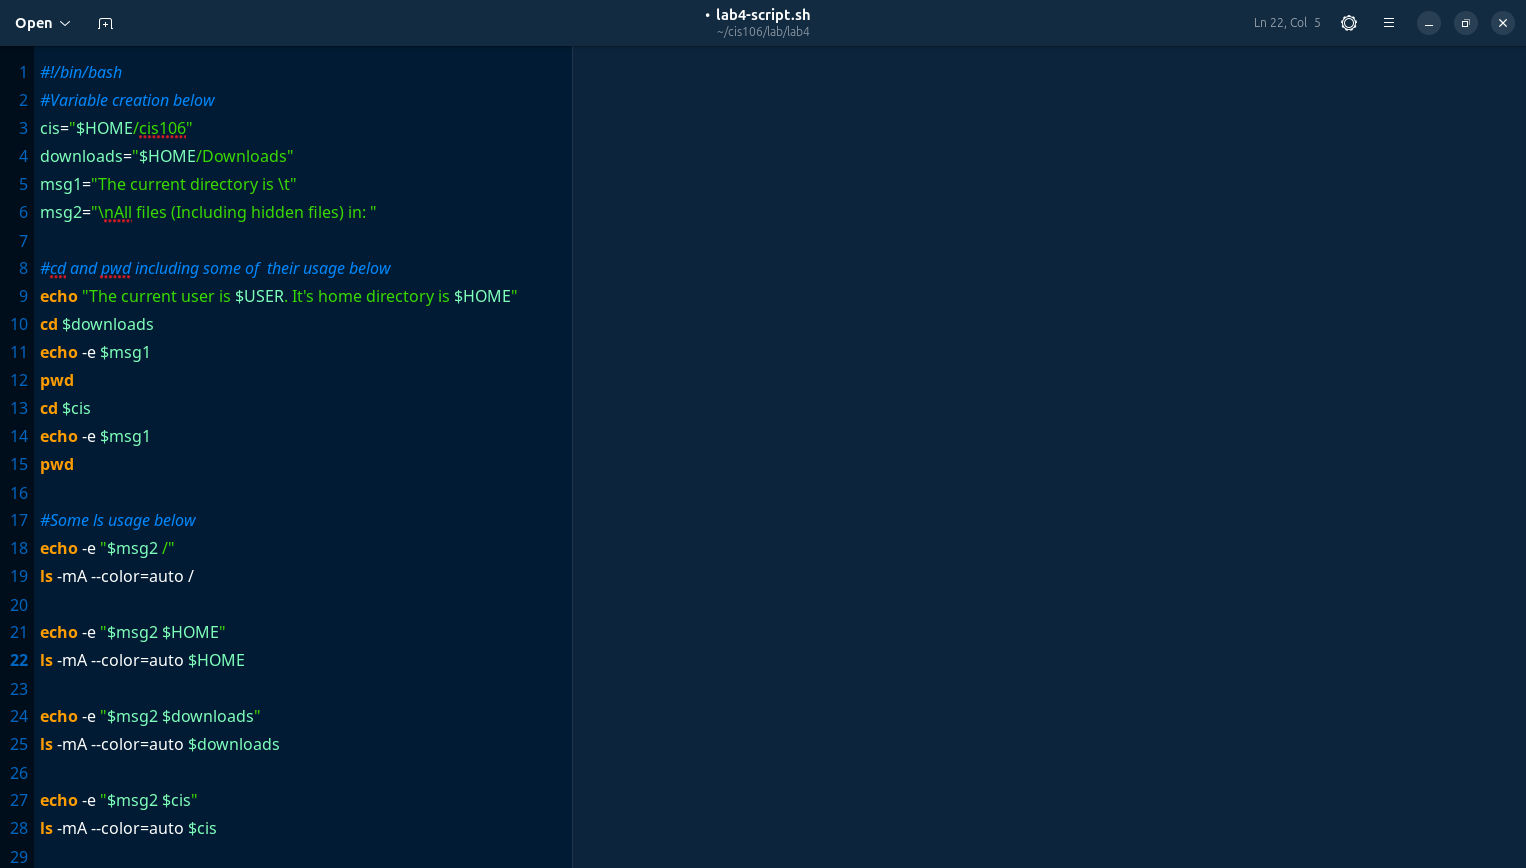 Open
• lab4-script.sh
~/cis106/lab/lab4
Ln 22, Col 5
1 #!/bin/bash
2 #Variable creation below
3 cis="$HOME/cis106"
4 downloads="$HOME/Downloads"
5 msg1="The current directory is \t"
6 msg2="\nAll files (Including hidden files) in: "
7
8 #cd and pwd including some of  their usage below
9 echo "The current user is $USER. It's home directory is $HOME"
10 cd $downloads
11 echo -e $msg1
12 pwd
13 cd $cis
14 echo -e $msg1
15 pwd
16
17 #Some ls usage below
18 echo -e "$msg2 /"
19 ls -mA --color=auto /
20
21 echo -e "$msg2 $HOME"
22 ls -mA --color=auto $HOME
23
24 echo -e "$msg2 $downloads"
25 ls -mA --color=auto $downloads
26
27 echo -e "$msg2 $cis"
28 ls -mA --color=auto $cis
29